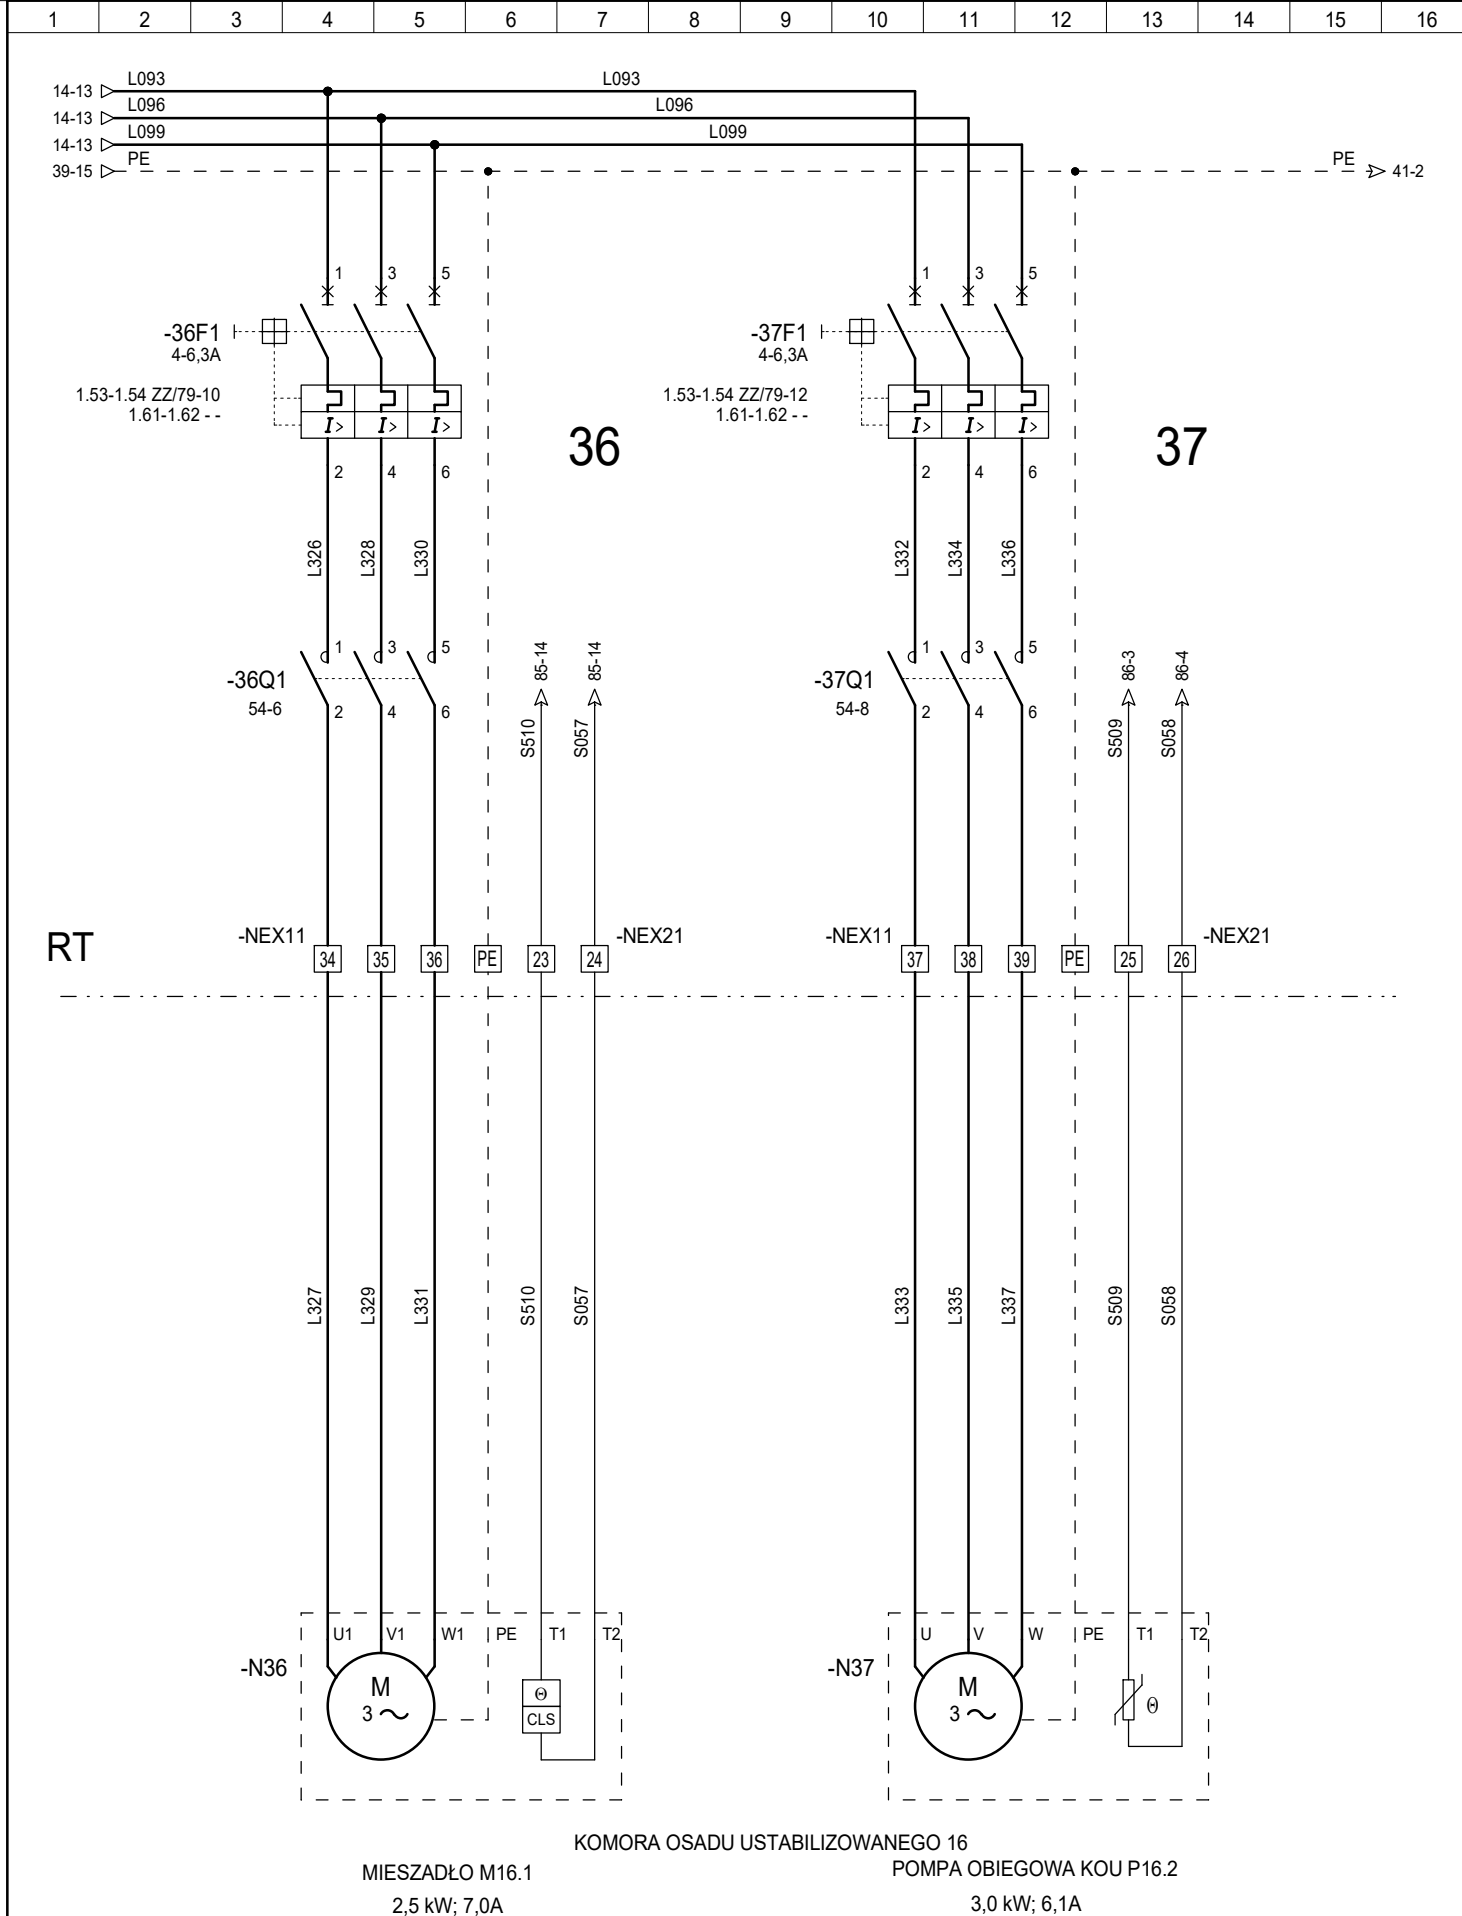 1 2 3 4 5 6 7 8 9 10 11 12 13 14 15 16
14-13 L093 L093
14-13 L096 L096
14-13 L099 L099
39-15 PE PE 41-2
1 3 5 1 3 5
-36F1 -37F1
4-6,3A 4-6,3A
1.53-1.54 ZZ/79-10 1.53-1.54 ZZ/79-12
1.61-1.62 - - I> I> I> 1.61-1.62 - - I> I> I>
36 37
2 4 6 2 4 6
L326 L328 L330 L332 L334 L336
1 3 5 85-14 85-14 1 3 5 86-3 86-4
-36Q1 -37Q1
54-6 2 4 6 54-8 2 4 6
S510 S057 S509 S058
RT -NEX11 -NEX21 -NEX11 -NEX21
34 35 36 PE 23 24 37 38 39 PE 25 26
L327 L329 L331 S510 S057 L333 L335 L337 S509 S058
U1 V1 W1 PE T1 T2 U V W PE T1 T2
-N36 -N37
M Θ M
3 CLS 3 Θ
KOMORA OSADU USTABILIZOWANEGO 16
MIESZADŁO M16.1 POMPA OBIEGOWA KOU P16.2
2,5 kW; 7,0A 3,0 kW; 6,1A